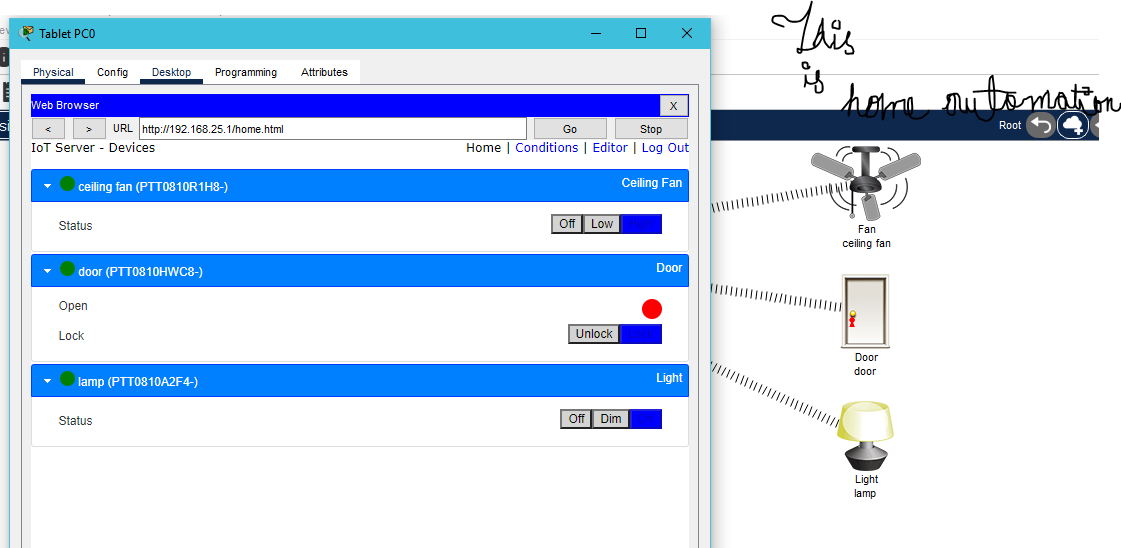 Tablet PC0
Physical Config Desktop Programming Attributes
Web Browser X
< > URL http://192.168.25.1/home.html Go Stop
IoT Server - Devices Home | Conditions | Editor | Log Out
ceiling fan (PTT0810R1H8-) Ceiling Fan
Status Off Low
door (PTT0810HWC8-) Door
Open
Lock Unlock
lamp (PTT0810A2F4-) Light
Status Off Dim
This
is
home automation
Root
Fan
ceiling fan
Door
door
Light
lamp